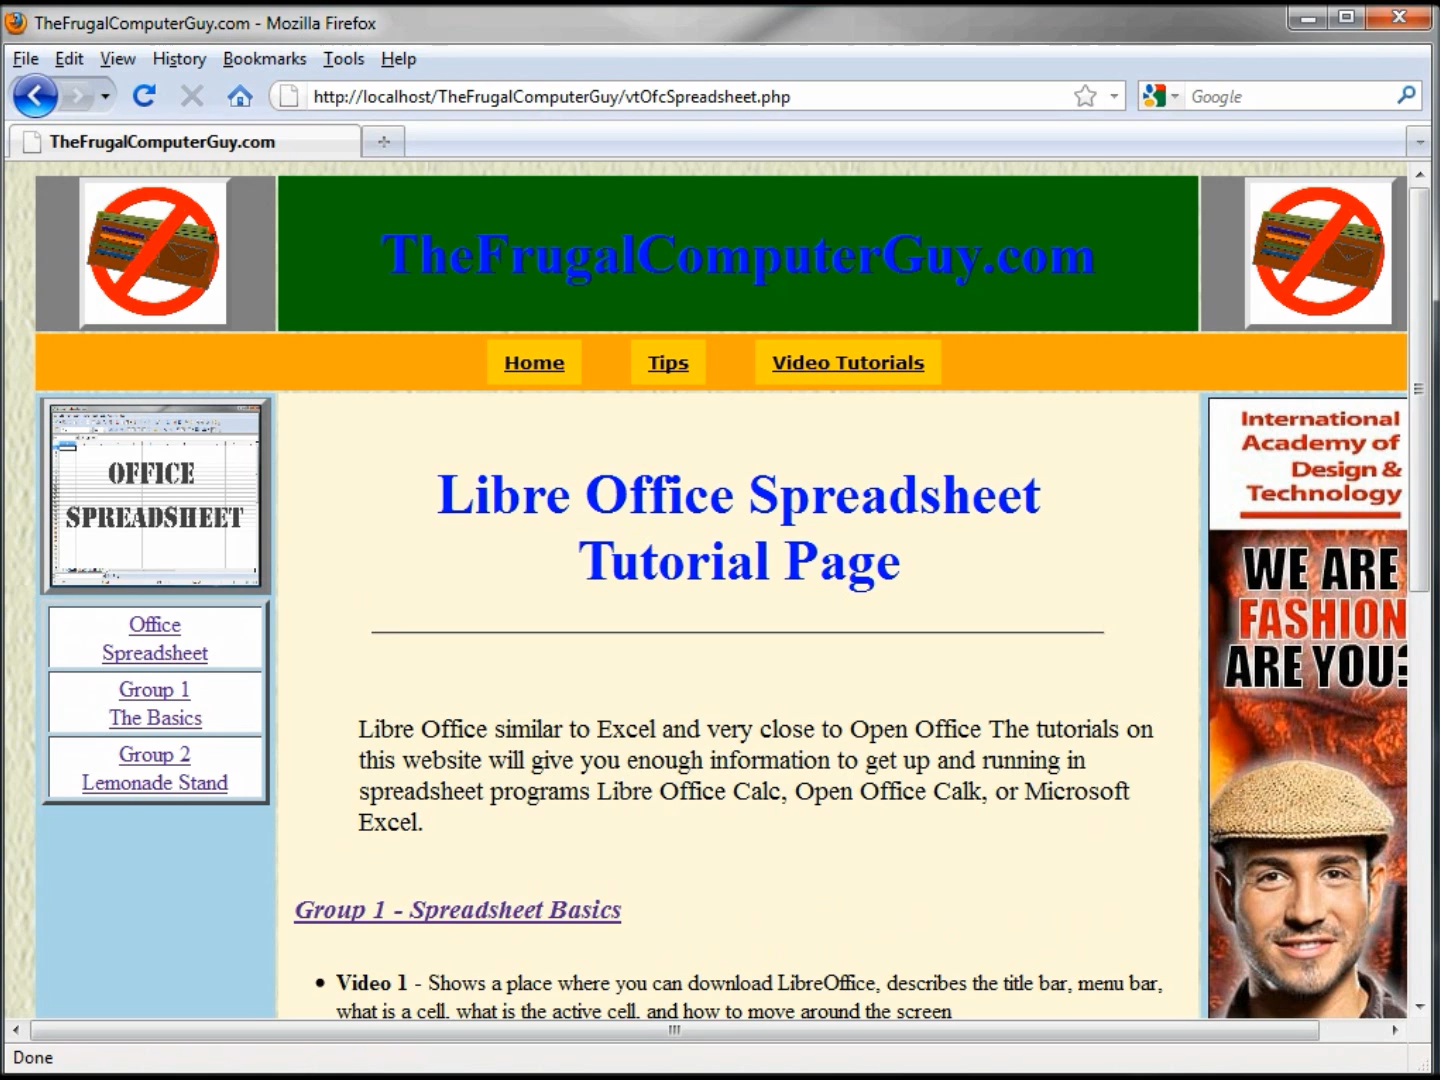 TheFrugalComputerGuy.com - Mozilla Firefox
File Edit View History Bookmarks Tools Help
http://localhost/TheFrugalComputerGuy/vtOfcSpreadsheet.php
Google
TheFrugalComputerGuy.com
TheFrugalComputerGuy.com
Home Tips Video Tutorials
OFFICE
SPREADSHEET
Office
Spreadsheet
Group 1
The Basics
Group 2
Lemonade Stand
Libre Office Spreadsheet
Tutorial Page
Libre Office similar to Excel and very close to Open Office The tutorials on
this website will give you enough information to get up and running in
spreadsheet programs Libre Office Calc, Open Office Calk, or Microsoft
Excel.
Group 1 - Spreadsheet Basics
• Video 1 - Shows a place where you can download LibreOffice, describes the title bar, menu bar,
what is a cell, what is the active cell, and how to move around the screen
International
Academy of
Design &
Technology
WE ARE
FASHION
ARE YOU?
Done